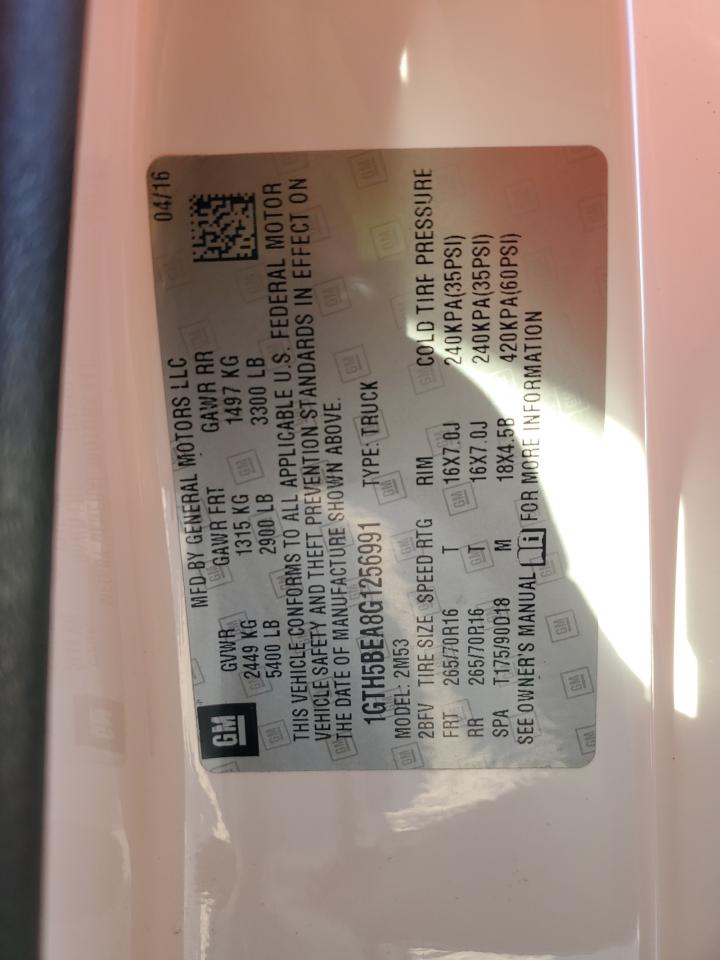 GM
MFD BY GENERAL MOTORS LLC 04/16
GVWR GAWR FRT GAWR RR
2449 KG 1315 KG 1497 KG
5400 LB 2900 LB 3300 LB
THIS VEHICLE CONFORMS TO ALL APPLICABLE U.S. FEDERAL MOTOR
VEHICLE SAFETY AND THEFT PREVENTION STANDARDS IN EFFECT ON
THE DATE OF MANUFACTURE SHOWN ABOVE.
1GTH5BEA8G1256991 TYPE: TRUCK
MODEL: 2M53
2BFV TIRE SIZE SPEED RTG RIM COLD TIRE PRESSURE
FRT 265/70R16 T 16X7.0J 240KPA(35PSI)
RR 265/70R16 T 16X7.0J 240KPA(35PSI)
SPA T175/90D18 M 18X4.5B 420KPA(60PSI)
SEE OWNER'S MANUAL FOR MORE INFORMATION